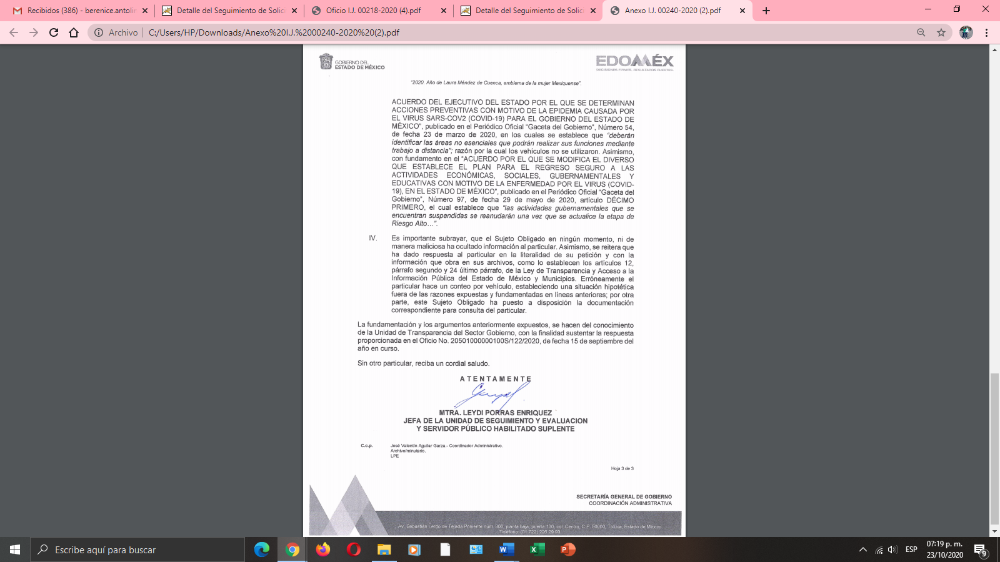 Recibidos (386) - berenice.antolin
Detalle del Seguimiento de Solici
Oficio I.J. 00218-2020 (4).pdf
Detalle del Seguimiento de Solici
Anexo I.J. 00240-2020 (2).pdf
Archivo
C:/Users/HP/Downloads/Anexo%20I.J.%2000240-2020%20(2).pdf
GOBIERNO DEL
ESTADO DE MÉXICO
EDOMÉX
DECISIONES FIRMES, RESULTADOS FUERTES.
"2020. Año de Laura Méndez de Cuenca, emblema de la mujer Mexiquense".
ACUERDO DEL EJECUTIVO DEL ESTADO POR EL QUE SE DETERMINAN
ACCIONES PREVENTIVAS CON MOTIVO DE LA EPIDEMIA CAUSADA POR
EL VIRUS SARS-COV2 (COVID-19) PARA EL GOBIERNO DEL ESTADO DE
MÉXICO", publicado en el Periódico Oficial "Gaceta del Gobierno", Número 54,
de fecha 23 de marzo de 2020, en los cuales se establece que "deberán
identificar las áreas no esenciales que podrán realizar sus funciones mediante
trabajo a distancia"; razón por la cual los vehículos no se utilizaron. Asimismo,
con fundamento en el "ACUERDO POR EL QUE SE MODIFICA EL DIVERSO
QUE ESTABLECE EL PLAN PARA EL REGRESO SEGURO A LAS
ACTIVIDADES ECONÓMICAS, SOCIALES, GUBERNAMENTALES Y
EDUCATIVAS CON MOTIVO DE LA ENFERMEDAD POR EL VIRUS (COVID-
19), EN EL ESTADO DE MÉXICO", publicado en el Periódico Oficial "Gaceta del
Gobierno", Número 97, de fecha 29 de mayo de 2020, artículo DÉCIMO
PRIMERO, el cual establece que "las actividades gubernamentales que se
encuentran suspendidas se reanudarán una vez que se actualice la etapa de
Riesgo Alto…".
IV. Es importante subrayar, que el Sujeto Obligado en ningún momento, ni de
manera maliciosa ha ocultado información al particular. Asimismo, se reitera que
ha dado respuesta al particular en la literalidad de su petición y con la
información que obra en sus archivos, como lo establecen los artículos 12,
párrafo segundo y 24 último párrafo, de la Ley de Transparencia y Acceso a la
Información Pública del Estado de México y Municipios. Erróneamente el
particular hace un conteo por vehículo, estableciendo una situación hipotética
fuera de las razones expuestas y fundamentadas en líneas anteriores; por otra
parte, este Sujeto Obligado ha puesto a disposición la documentación
correspondiente para consulta del particular.
La fundamentación y los argumentos anteriormente expuestos, se hacen del conocimiento
de la Unidad de Transparencia del Sector Gobierno, con la finalidad sustentar la respuesta
proporcionada en el Oficio No. 20501000000100S/122/2020, de fecha 15 de septiembre del
año en curso.
Sin otro particular, reciba un cordial saludo.
A T E N T A M E N T E
MTRA. LEYDI PORRAS ENRIQUEZ
JEFA DE LA UNIDAD DE SEGUIMIENTO Y EVALUACION
Y SERVIDOR PÚBLICO HABILITADO SUPLENTE
C.c.p. José Valentín Aguilar Garza.- Coordinador Administrativo.
Archivo/minutario.
LPE
Hoja 3 de 3
SECRETARÍA GENERAL DE GOBIERNO
COORDINACIÓN ADMINISTRATIVA
Av. Sebastián Lerdo de Tejada Poniente núm. 300, planta baja, puerta 130, col. Centro, C.P. 50000, Toluca, Estado de México.
Teléfono: (01 722) 226 29 93.
Escribe aquí para buscar
ESP
07:19 p. m.
23/10/2020
9